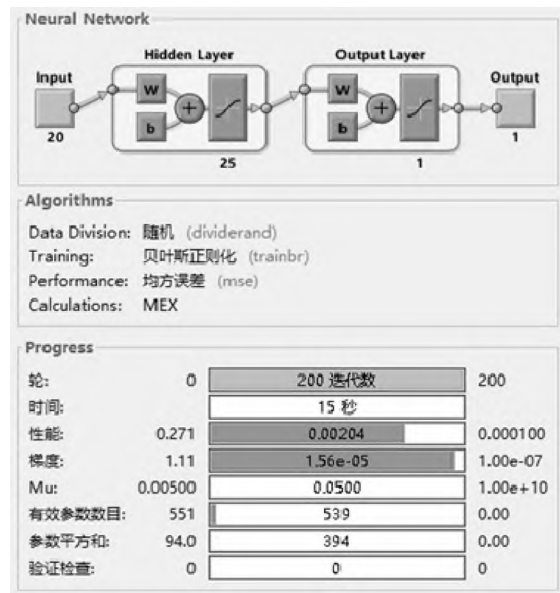 Neural Network
Hidden Layer Output Layer
Input W b + W b + Output
20 25 1 1
Algorithms
Data Division: 随机 (dividerand)
Training: 贝叶斯正则化 (trainbr)
Performance: 均方误差 (mse)
Calculations: MEX
Progress
轮: 0 200 迭代数 200
时间: 15 秒
性能: 0.271 0.00204 0.000100
梯度: 1.11 1.56e-05 1.00e-07
Mu: 0.00500 0.0500 1.00e+10
有效参数数目: 551 539 0.00
参数平方和: 94.0 394 0.00
验证检查: 0 0 0